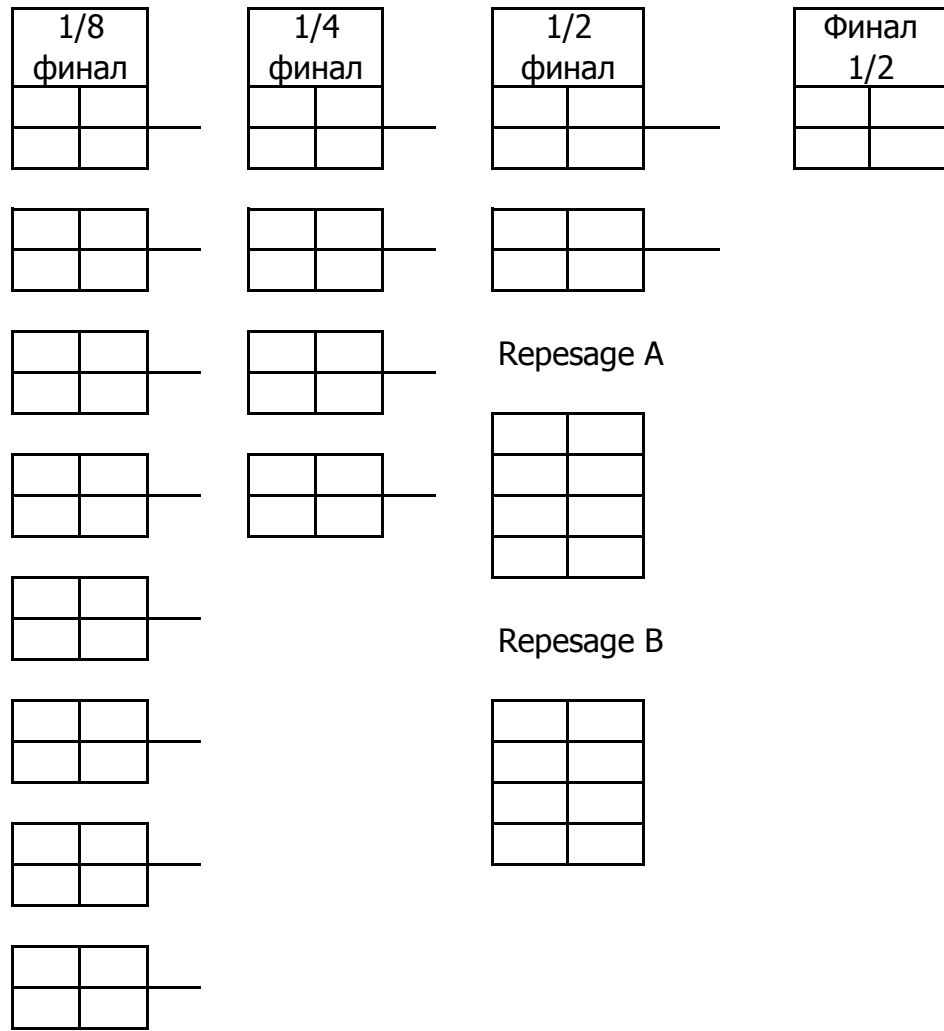 1/8
финал
1/4
финал
1/2
финал
Финал
1/2
Repesage A
Repesage B